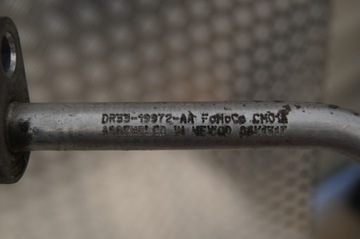 DR33-19972-AA FoMoCo
ASSEMBLED IN MEXICO